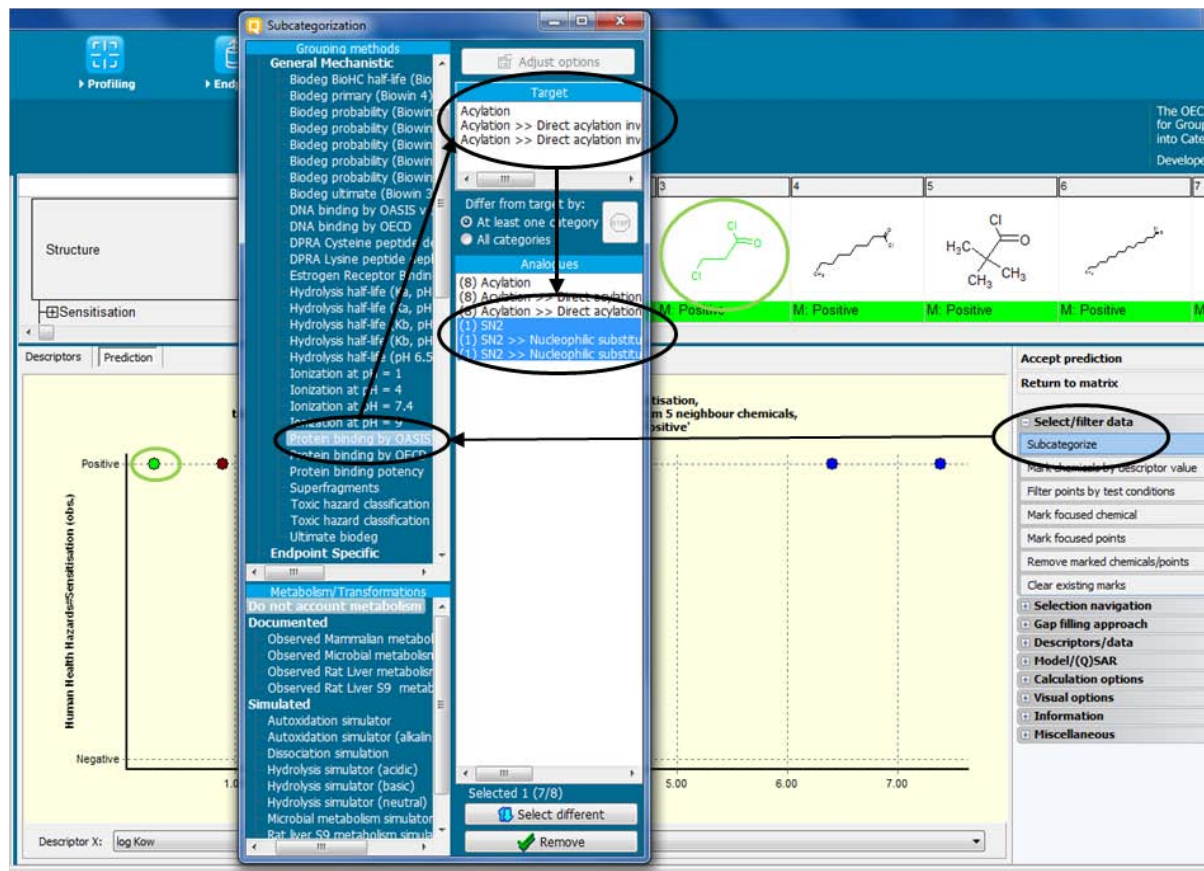 Subcategorization
Grouping methods
General Mechanistic
Biodeg BioHC half-life (Bio
Biodeg primary (Biowin 4)
Biodeg probability (Biowin
Biodeg probability (Biowin
Biodeg probability (Biowin
Biodeg probability (Biowin
Biodeg probability (Biowin
Biodeg ultimate (Biowin 3
DNA binding by OASIS v
DNA binding by OECD
DPRA Cysteine peptide de
DPRA Lysine peptide depl
Estrogen Receptor Bindin
Hydrolysis half-life (Ka, pH
Hydrolysis half-life (Ka, pH
Hydrolysis half-life (Kb, pH
Hydrolysis half-life (Kb, pH
Hydrolysis half-life (pH 6.5
Ionization at pH = 1
Ionization at pH = 4
Ionization at pH = 7.4
Ionization at pH = 9
Protein binding by OASIS
Protein binding by OECD
Protein binding potency
Superfragments
Toxic hazard classification
Toxic hazard classification
Ultimate biodeg
Endpoint Specific
Metabolism/Transformations
Do not account metabolism
Documented
Observed Mammalian metabol
Observed Microbial metabolism
Observed Rat Liver metabolism
Observed Rat Liver S9 metab
Simulated
Autoxidation simulator
Autoxidation simulator (alkalin
Dissociation simulation
Hydrolysis simulator (acidic)
Hydrolysis simulator (basic)
Hydrolysis simulator (neutral)
Microbial metabolism simulator
Rat liver S9 metabolism simula
Adjust options
Target
Acylation
Acylation >> Direct acylation inv
Acylation >> Direct acylation inv
Differ from target by:
At least one category
All categories
STOP
Analogues
(8) Acylation
(8) Acylation >> Direct acylation
(8) Acylation >> Direct acylation
(1) SN2
(1) SN2 >> Nucleophilic substitu
(1) SN2 >> Nucleophilic substitu
Selected 1 (7/8)
Select different
Remove
Profiling
Endp
The OEC
for Group
into Cate
Develope
Structure
Sensitisation
3
4
5
6
7
Cl
O
Cl
Cl
O
H3C
CH3
CH3
M: Positive
M: Positive
M: Positive
M: Positive
M
Descriptors
Prediction
tisation,
m 5 neighbour chemicals,
ositive'
Positive
Negative
Human Health Hazards#Sensitisation (obs.)
1.0
5.00
6.00
7.00
Descriptor X:
log Kow
Accept prediction
Return to matrix
Select/filter data
Subcategorize
Mark chemicals by descriptor value
Filter points by test conditions
Mark focused chemical
Mark focused points
Remove marked chemicals/points
Clear existing marks
Selection navigation
Gap filling approach
Descriptors/data
Model/(Q)SAR
Calculation options
Visual options
Information
Miscellaneous